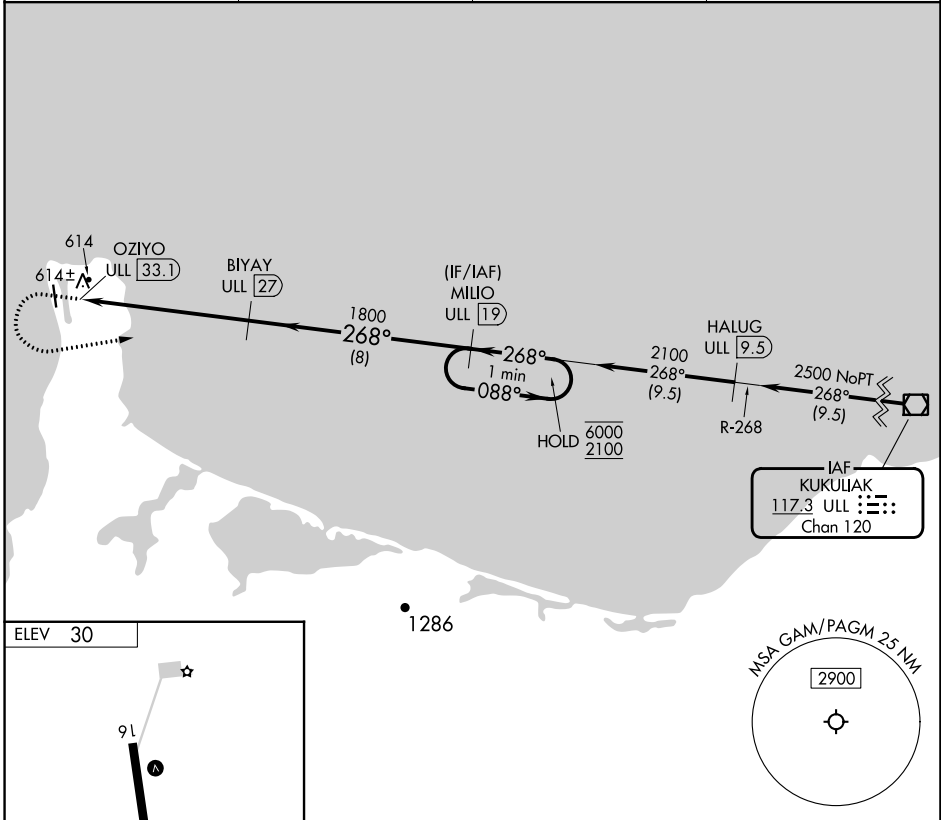 614
OZIYO
614±
ULL 33.1
BIYAY
ULL 27
(IF/IAF)
MILIO
ULL 19
1800
268°
(8)
268°
1 min
088°
HALUG
ULL 9.5
2100
268°
(9.5)
2500 NoPT
268°
(9.5)
R-268
HOLD 6000
2100
IAF
KUKULIAK
117.3 ULL
Chan 120
1286
ELEV 30
16
MSA GAM/PAGM 25 NM
2900